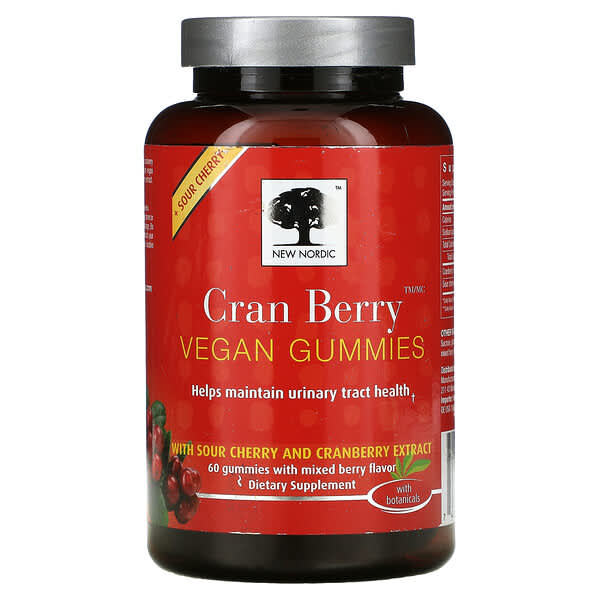 + SOUR CHERRY
TM
NEW NORDIC
Cran Berry TM/MC
VEGAN GUMMIES
Helps maintain urinary tract health†
WITH SOUR CHERRY AND CRANBERRY EXTRACT
60 gummies with mixed berry flavor
Dietary Supplement
with
botanicals